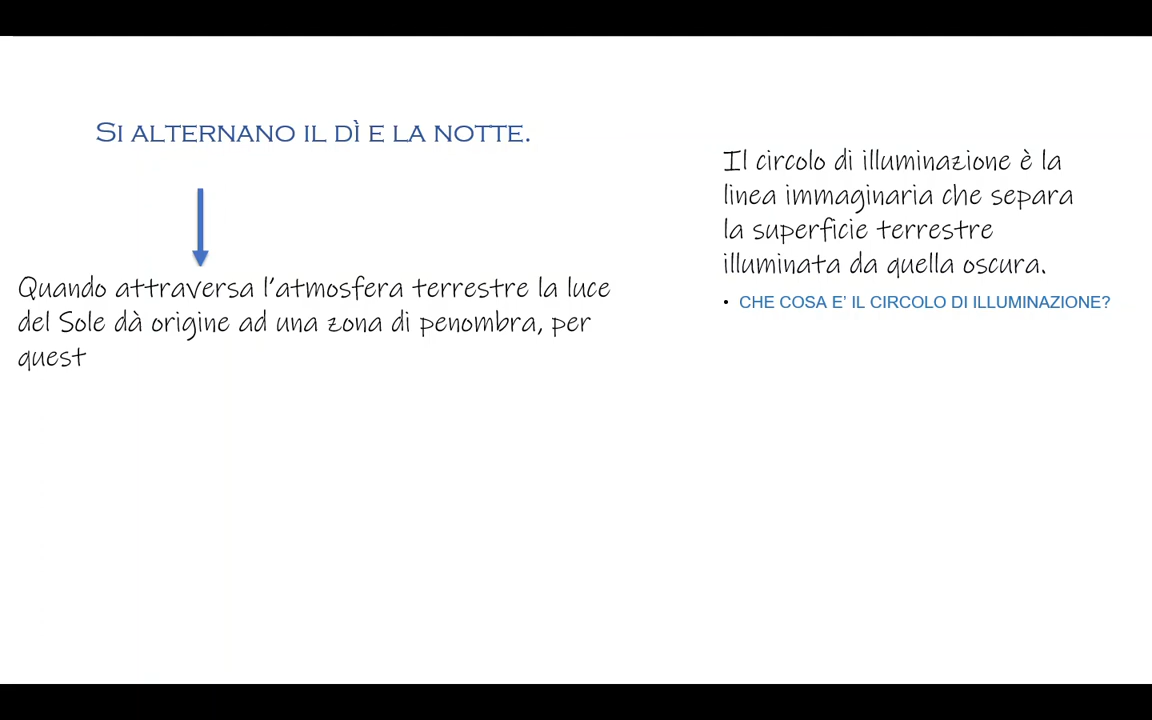 Si alternano il dì e la notte.
Quando attraversa l'atmosfera terrestre la luce
del Sole dà origine ad una zona di penombra, per
quest
Il circolo di illuminazione è la
linea immaginaria che separa
la superficie terrestre
illuminata da quella oscura.
• CHE COSA E' IL CIRCOLO DI ILLUMINAZIONE?